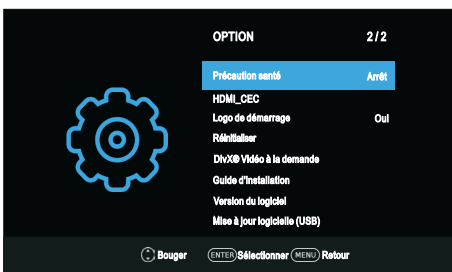 OPTION 2/2
Précaution santé Arrêt
HDMI_CEC
Logo de démarrage Oui
Réinitialiser
DivX® Vidéo à la demande
Guide d'installation
Version du logiciel
Mise à jour logicielle (USB)
Bouger ENTER Sélectionner MENU Retour